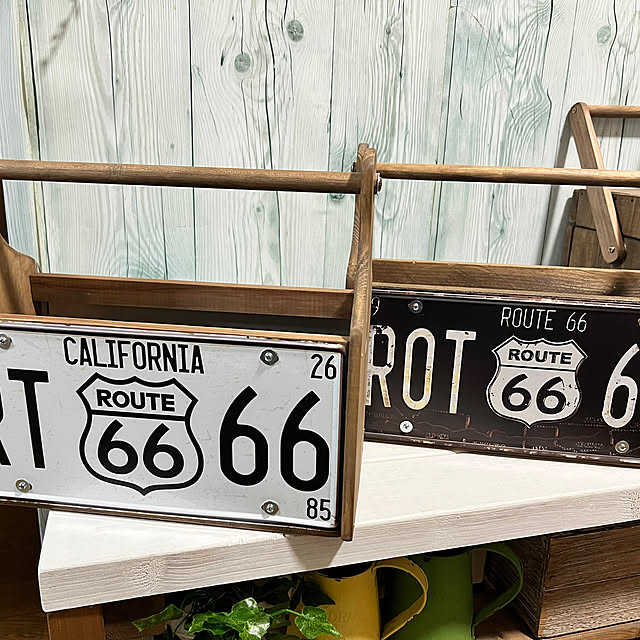 CALIFORNIA 26
RT ROUTE 66 66
85
ROUTE 66
ROT ROUTE 66 6